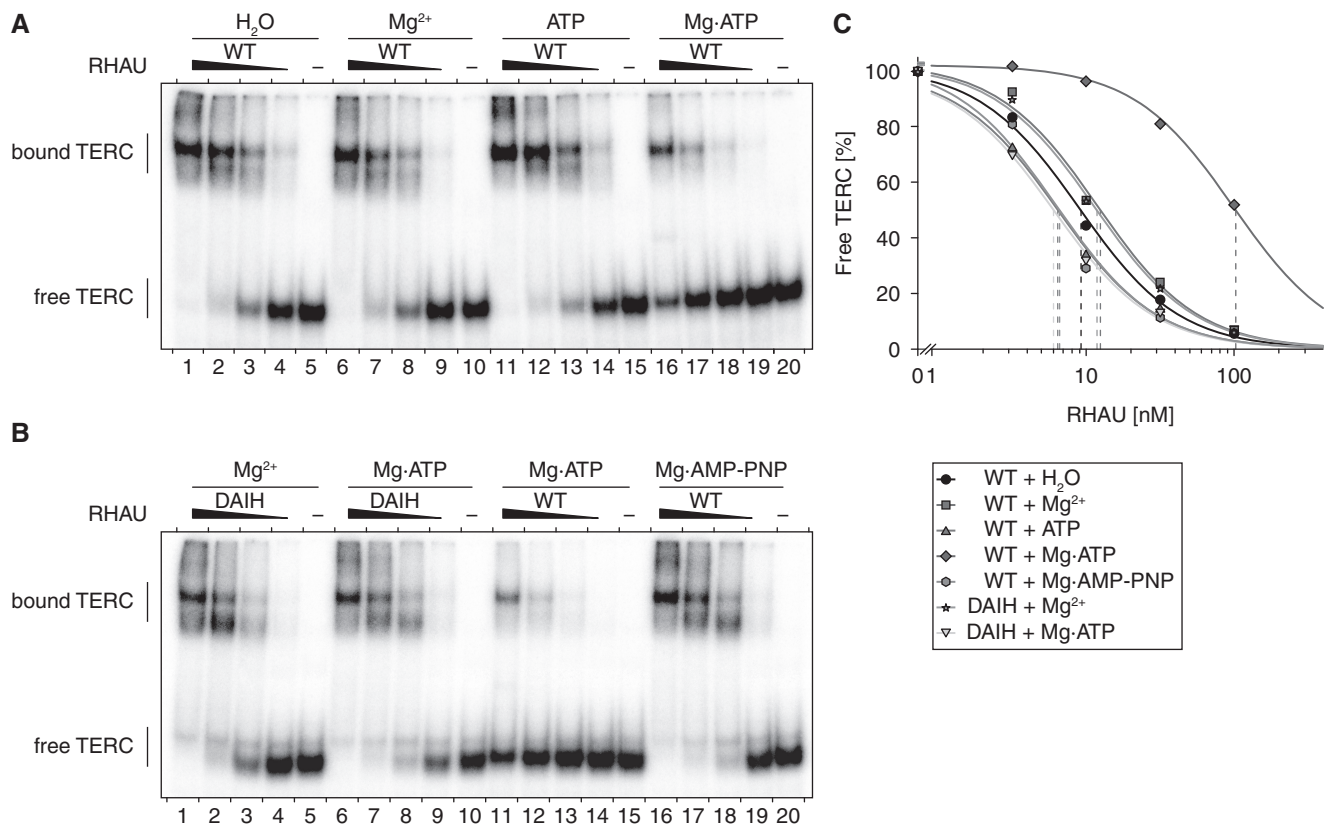 A
H₂O Mg²⁺ ATP Mg·ATP
WT WT WT WT
RHAU – – – –
bound TERC
free TERC
1 2 3 4 5 6 7 8 9 10 11 12 13 14 15 16 17 18 19 20
B
Mg²⁺ Mg·ATP Mg·ATP Mg·AMP-PNP
DAIH DAIH WT WT
RHAU – – – –
bound TERC
free TERC
1 2 3 4 5 6 7 8 9 10 11 12 13 14 15 16 17 18 19 20
C
Free TERC [%]
100
80
60
40
20
0
0 1 10 100
RHAU [nM]
WT + H₂O
WT + Mg²⁺
WT + ATP
WT + Mg·ATP
WT + Mg·AMP-PNP
DAIH + Mg²⁺
DAIH + Mg·ATP